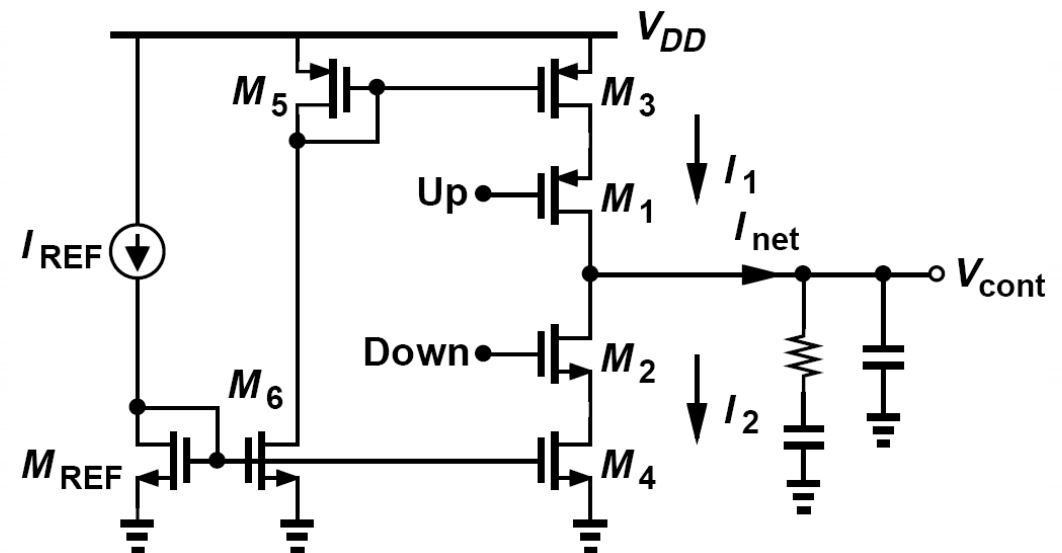 VDD
M5
M3
Up
M1
I1
Inet
IREF
Vcont
Down
M2
M6
I2
MREF
M4